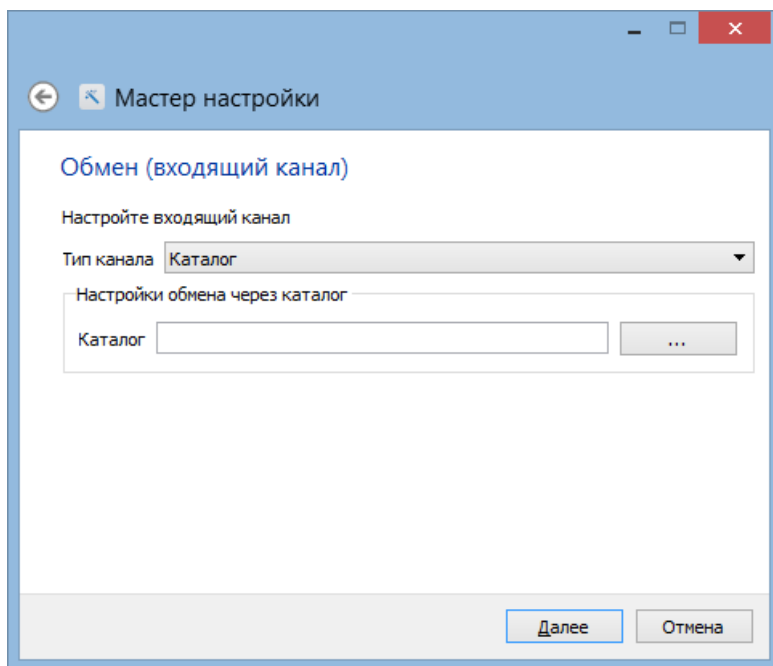 Мастер настройки
Обмен (входящий канал)
Настройте входящий канал
Тип канала Каталог
Настройки обмена через каталог
Каталог ...
Далее Отмена